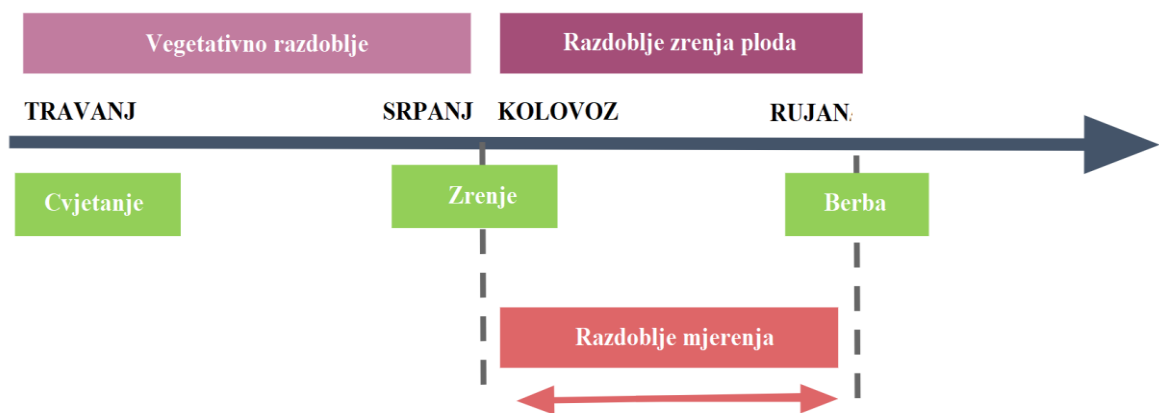 Vegetativno razdoblje
Razdoblje zrenja ploda
TRAVANJ
SRPANJ
KOLOVOZ
RUJAN
Cvjetanje
Zrenje
Berba
Razdoblje mjerenja